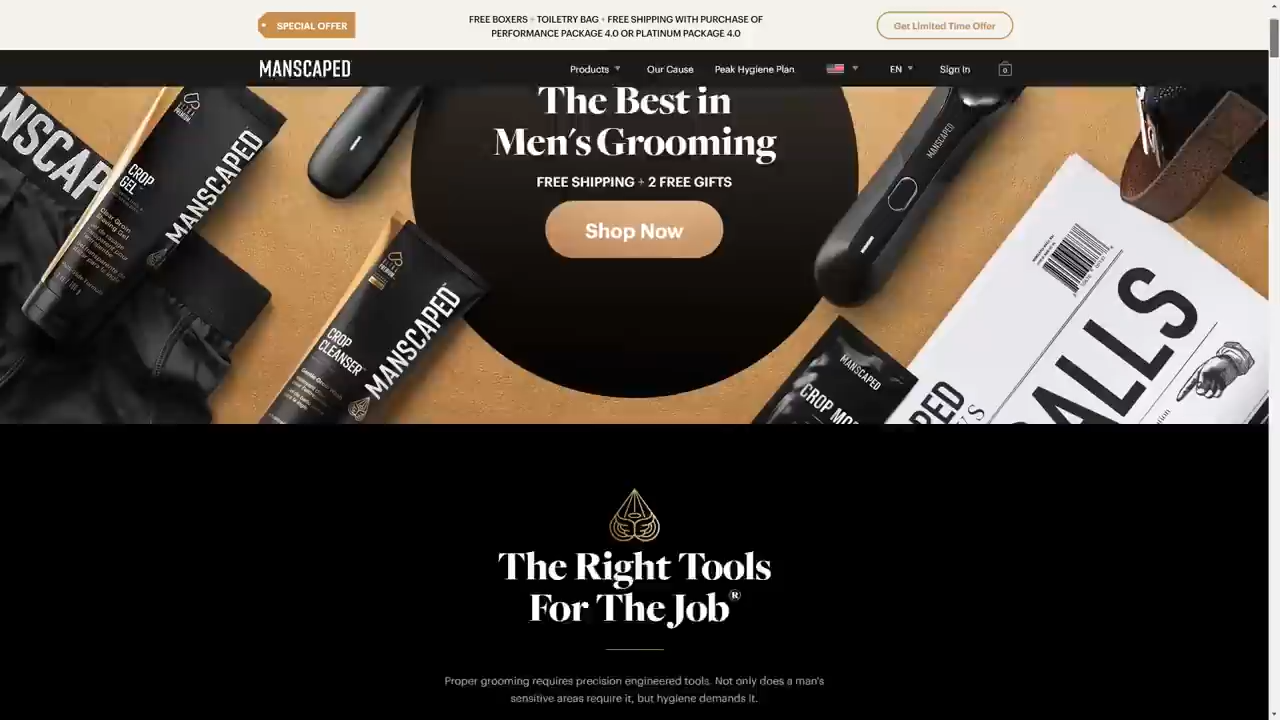 SPECIAL OFFER
FREE BOXERS + TOILETRY BAG + FREE SHIPPING WITH PURCHASE OF
PERFORMANCE PACKAGE 4.0 OR PLATINUM PACKAGE 4.0
Get Limited Time Offer
MANSCAPED
Products
Our Cause
Peak Hygiene Plan
EN
Sign In
0
The Best in
Men's Grooming
FREE SHIPPING + 2 FREE GIFTS
Shop Now
NSCAP
CROP
GEL
MANSCAPED
CROP
CLEANSER
MANSCAPED
MANSCAPED
MANSCAPED
CROP MO
PED
ALLS
The Right Tools
For The Job®
Proper grooming requires precision engineered tools. Not only does a man's
sensitive areas require it, but hygiene demands it.